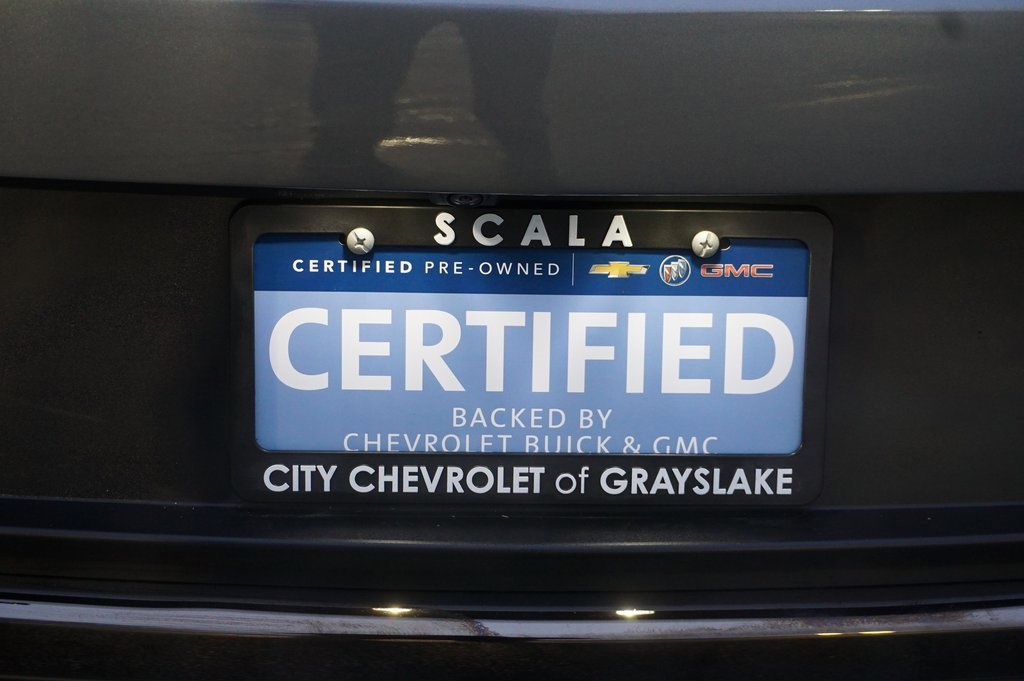 SCALA
CERTIFIED PRE-OWNED GMC
CERTIFIED
BACKED BY
CHEVROLET BUICK & GMC
CITY CHEVROLET of GRAYSLAKE